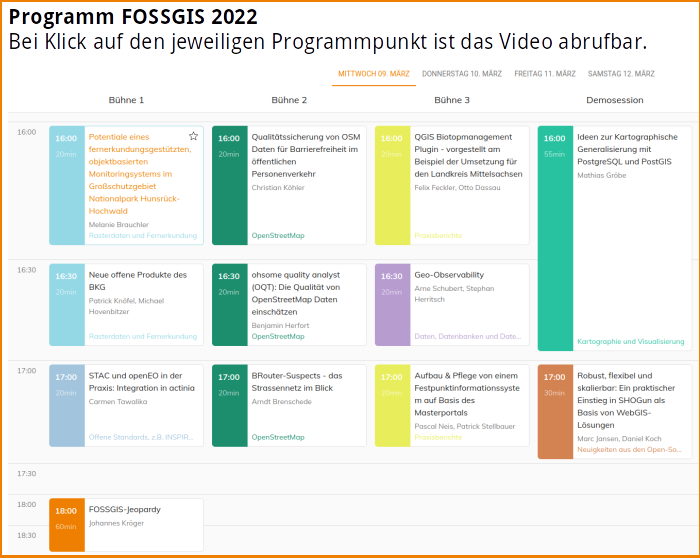 Programm FOSSGIS 2022
Bei Klick auf den jeweiligen Programmpunkt ist das Video abrufbar.
MITTWOCH 09. MÄRZ DONNERSTAG 10. MÄRZ FREITAG 11. MÄRZ SAMSTAG 12. MÄRZ
Bühne 1 Bühne 2 Bühne 3 Demosession
16:00
16:00
20min
Potentiale eines
fernerkundungsgestützten,
objektbasierten
Monitoringsystems im
Großschutzgebiet
Nationalpark Hunsrück-
Hochwald
Melanie Brauchler
Rasterdaten und Fernerkundung
16:00
20min
Qualitätssicherung von OSM
Daten für Barrierefreiheit im
öffentlichen
Personenverkehr
Christian Köhler
OpenStreetMap
16:00
20min
QGIS Biotopmanagement
Plugin - vorgestellt am
Beispiel der Umsetzung für
den Landkreis Mittelsachsen
Felix Feckler, Otto Dassau
Praxisberichte
16:00
55min
Ideen zur Kartographische
Generalisierung mit
PostgreSQL und PostGIS
Mathias Gröbe
Kartographie und Visualisierung
16:30
16:30
20min
Neue offene Produkte des
BKG
Patrick Knöfel, Michael
Hovenbitzer
Rasterdaten und Fernerkundung
16:30
20min
ohsome quality analyst
(OQT): Die Qualität von
OpenStreetMap Daten
einschätzen
Benjamin Herfort
OpenStreetMap
16:30
20min
Geo-Observability
Arne Schubert, Stephan
Herritsch
Daten, Datenbanken und Date...
17:00
17:00
20min
STAC und openEO in der
Praxis: Integration in actinia
Carmen Tawalika
Offene Standards, z.B. INSPIR...
17:00
20min
BRouter-Suspects - das
Strassennetz im Blick
Arndt Brenschede
OpenStreetMap
17:00
20min
Aufbau & Pflege von einem
Festpunktinformationssyste
m auf Basis des
Masterportals
Pascal Neis, Patrick Stellbauer
Praxisberichte
17:00
30min
Robust, flexibel und
skalierbar: Ein praktischer
Einstieg in SHOGun als
Basis von WebGIS-
Lösungen
Marc Jansen, Daniel Koch
Neuigkeiten aus den Open-So...
17:30
18:00
18:00
60min
FOSSGIS-Jeopardy
Johannes Kröger
18:30